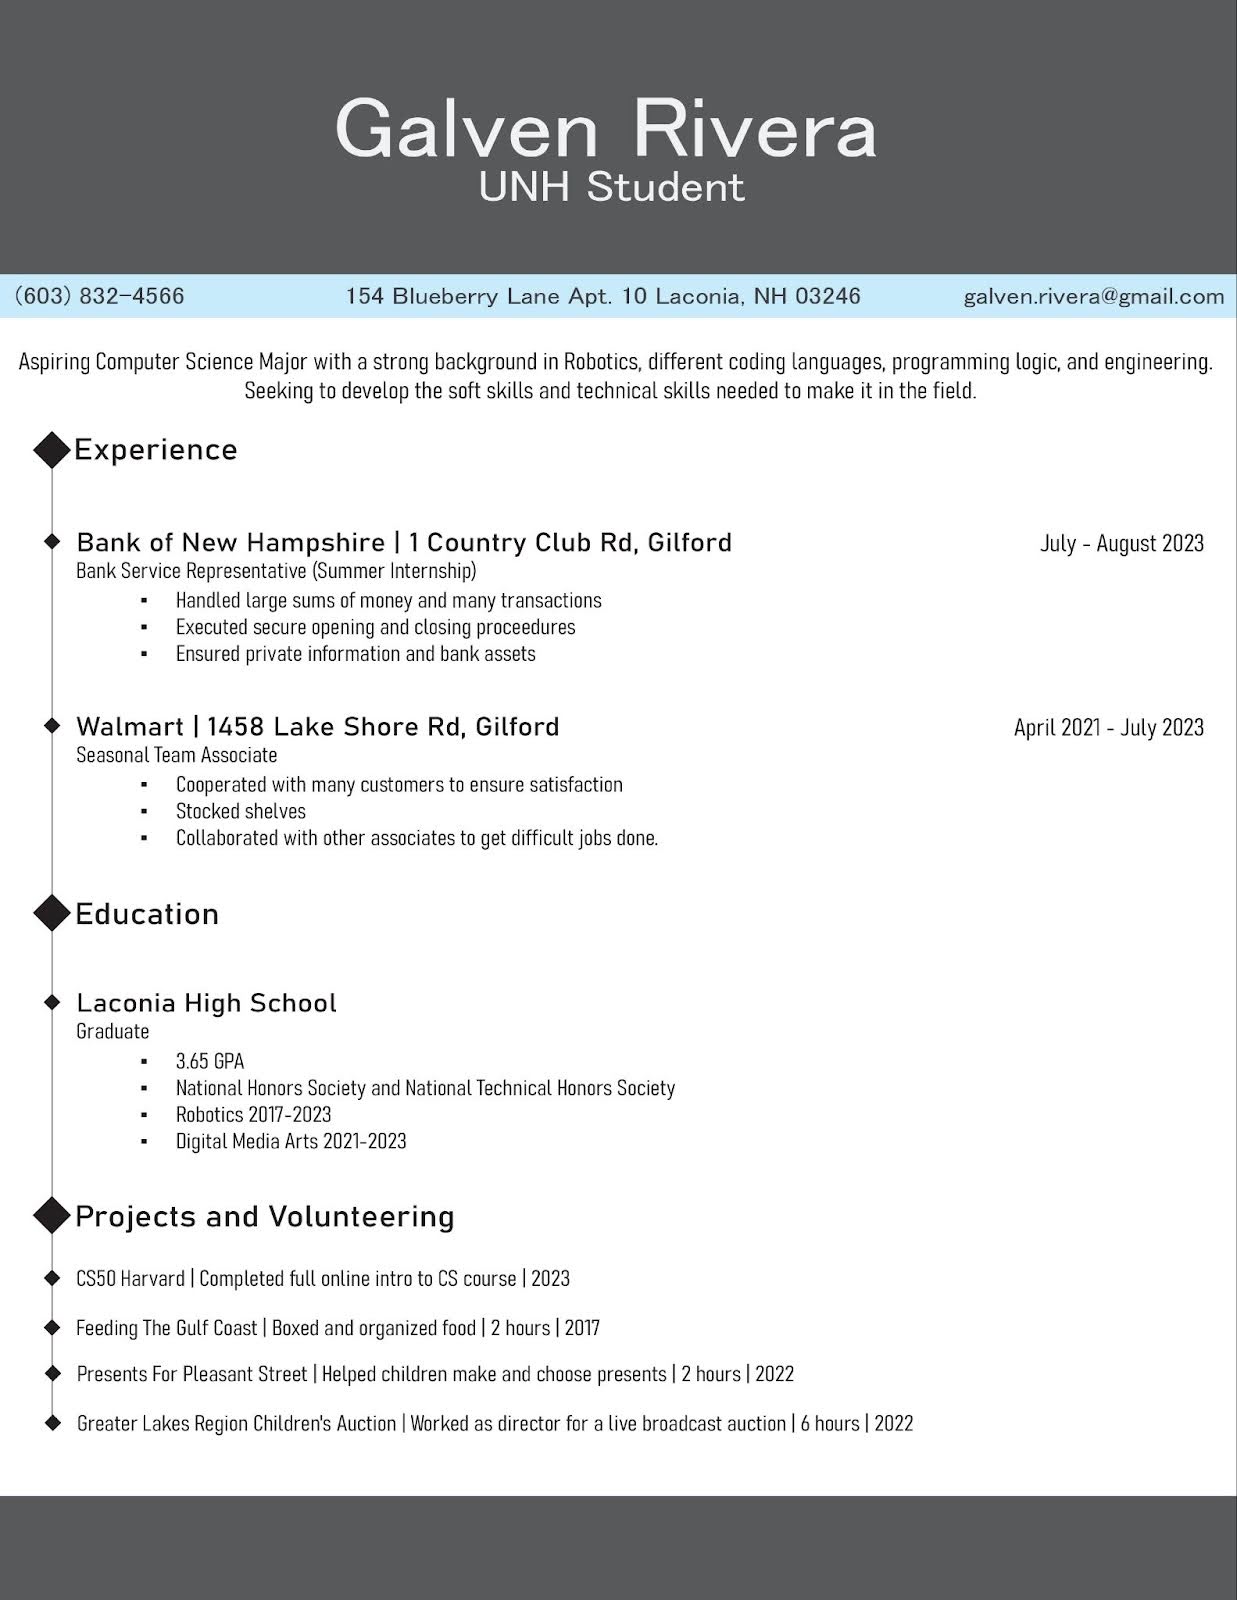 Galven Rivera
UNH Student
(603) 832-4566 154 Blueberry Lane Apt. 10 Laconia, NH 03246 galven.rivera@gmail.com
Aspiring Computer Science Major with a strong background in Robotics, different coding languages, programming logic, and engineering.
Seeking to develop the soft skills and technical skills needed to make it in the field.
Experience
Bank of New Hampshire | 1 Country Club Rd, Gilford July - August 2023
Bank Service Representative (Summer Internship)
▪ Handled large sums of money and many transactions
▪ Executed secure opening and closing proceedures
▪ Ensured private information and bank assets
Walmart | 1458 Lake Shore Rd, Gilford April 2021 - July 2023
Seasonal Team Associate
▪ Cooperated with many customers to ensure satisfaction
▪ Stocked shelves
▪ Collaborated with other associates to get difficult jobs done.
Education
Laconia High School
Graduate
▪ 3.65 GPA
▪ National Honors Society and National Technical Honors Society
▪ Robotics 2017-2023
▪ Digital Media Arts 2021-2023
Projects and Volunteering
CS50 Harvard | Completed full online intro to CS course | 2023
Feeding The Gulf Coast | Boxed and organized food | 2 hours | 2017
Presents For Pleasant Street | Helped children make and choose presents | 2 hours | 2022
Greater Lakes Region Children's Auction | Worked as director for a live broadcast auction | 6 hours | 2022